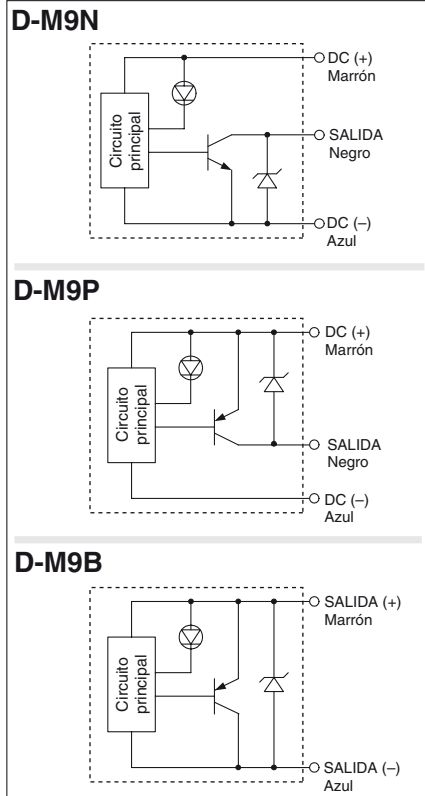 D-M9N
DC (+)
Marrón
Circuito
principal
SALIDA
Negro
DC (–)
Azul
D-M9P
DC (+)
Marrón
Circuito
principal
SALIDA
Negro
DC (–)
Azul
D-M9B
SALIDA (+)
Marrón
Circuito
principal
SALIDA (–)
Azul